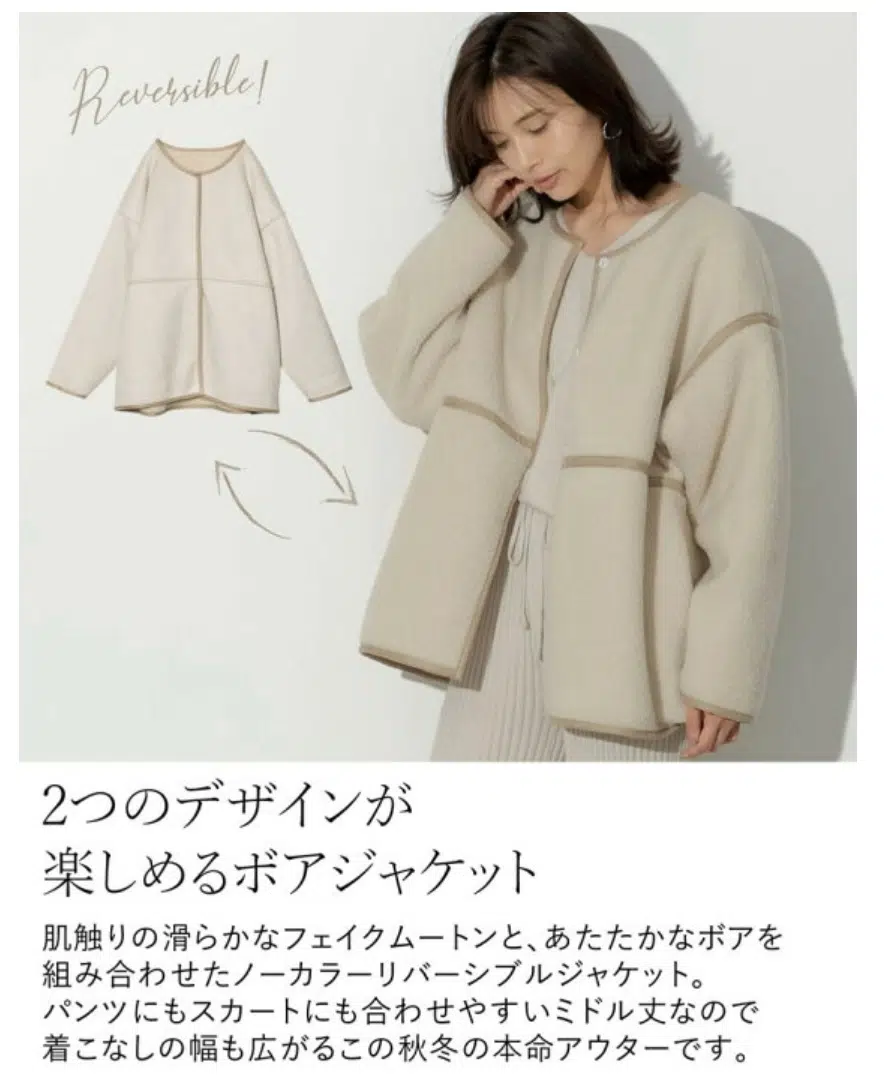 Reversible!
2つのデザインが
楽しめるボアジャケット
肌触りの滑らかなフェイクムートンと、あたたかなボアを
組み合わせたノーカラーリバーシブルジャケット。
パンツにもスカートにも合わせやすいミドル丈なので
着こなしの幅も広がるこの秋冬の本命アウターです。